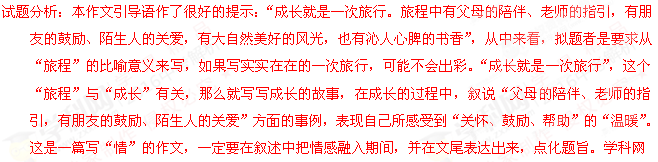 试题分析：本作文引导语作了很好的提示：“成长就是一次旅行。旅程中有父母的陪伴、老师的指引，有朋
友的鼓励、陌生人的关爱，有大自然美好的风光，也有沁人心脾的书香”，从中来看，拟题者是要求从
“旅程”的比喻意义来写，如果写实实在在的一次旅行，可能不会出彩。“成长就是一次旅行”，这个
“旅程”与“成长”有关，那么就写写成长的故事，在成长的过程中，叙说“父母的陪伴、老师的指
引，有朋友的鼓励、陌生人的关爱”方面的事例，表现自己所感受到“关怀、鼓励、帮助”的“温暖”。
这是一篇写“情”的作文，一定要在叙述中把情感融入期间，并在文尾表达出来，点化题旨。学科网